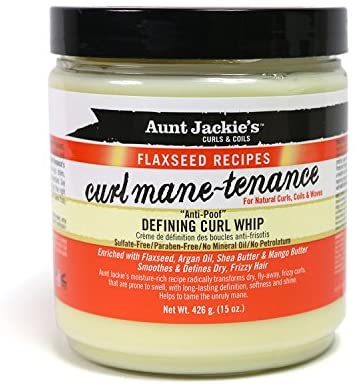 Aunt Jackie's™
CURLS & COILS
FLAXSEED RECIPES
curl mane-tenance
For Natural Curls, Coils & Waves
"Anti-Poof"
DEFINING CURL WHIP
Crème de définition des boucles anti-frisotis
Sulfate-Free/Paraben-Free/No Mineral Oil/No Petrolatum
Enriched with Flaxseed, Argan Oil, Shea Butter & Mango Butter
Smoothes & Defines Dry, Frizzy Hair
Aunt Jackie's moisture-rich recipe radically transforms dry, fly-away, frizzy curls,
that are prone to swell, with long-lasting definition, softness and shine.
Helps to tame the unruly mane.
Net Wt. 426 g. (15 oz.)